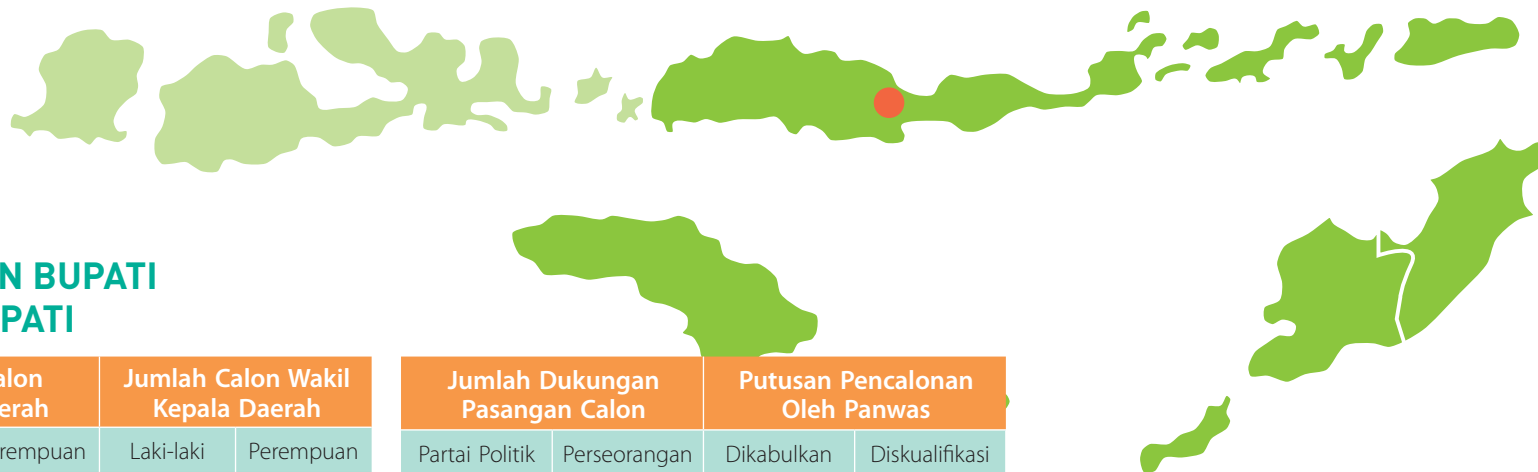 N BUPATI
PATI
alon
erah
Jumlah Calon Wakil
Kepala Daerah
rempuan
Laki-laki
Perempuan
Jumlah Dukungan
Pasangan Calon
Putusan Pencalonan
Oleh Panwas
Partai Politik
Perseorangan
Dikabulkan
Diskualifikasi